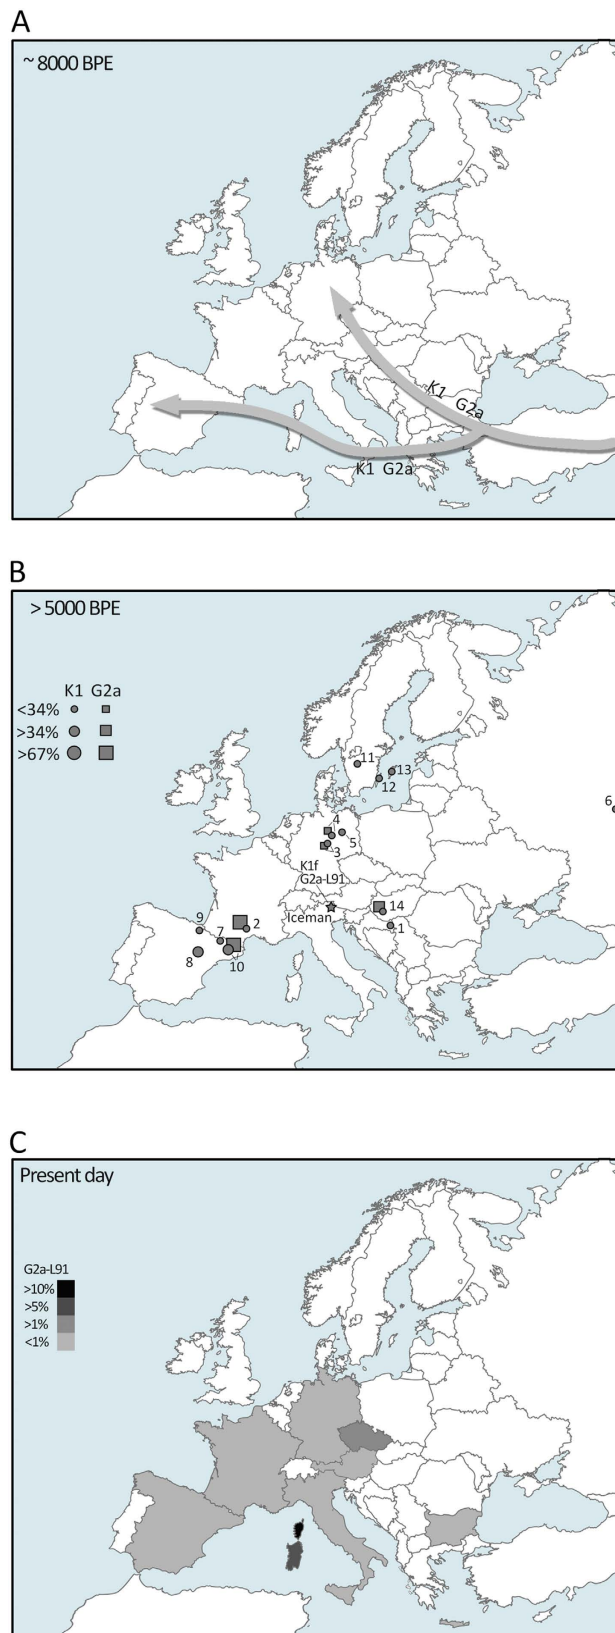 A
~ 8000 BPE
K1 G2a
K1 G2a
B
> 5000 BPE
K1 G2a
<34%
>34%
>67%
11
13
12
6
4
5
3
K1f
G2a-L91
14
Iceman
1
9
2
7
8
10
C
Present day
G2a-L91
>10%
>5%
>1%
<1%